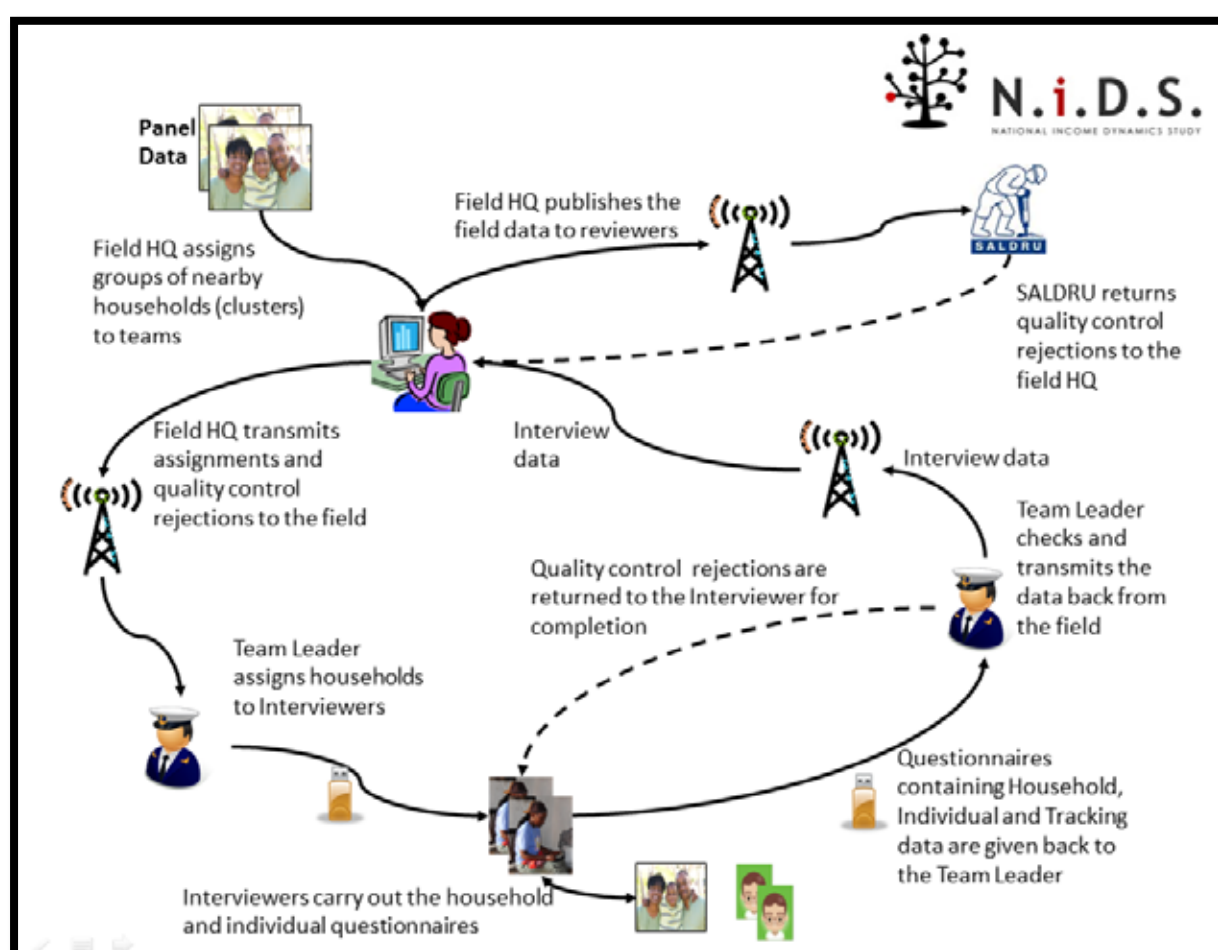 N.i.D.S.
NATIONAL INCOME DYNAMICS STUDY
Panel
Data
Field HQ publishes the
field data to reviewers
SALDRU
Field HQ assigns
groups of nearby
households (clusters)
to teams
SALDRU returns
quality control
rejections to the
field HQ
Field HQ transmits
assignments and
quality control
rejections to the field
Interview
data
Interview data
Team Leader
checks and
transmits the
data back from
the field
Quality control rejections are
returned to the Interviewer for
completion
Team Leader
assigns households
to Interviewers
Questionnaires
containing Household,
Individual and Tracking
data are given back to
the Team Leader
Interviewers carry out the household
and individual questionnaires